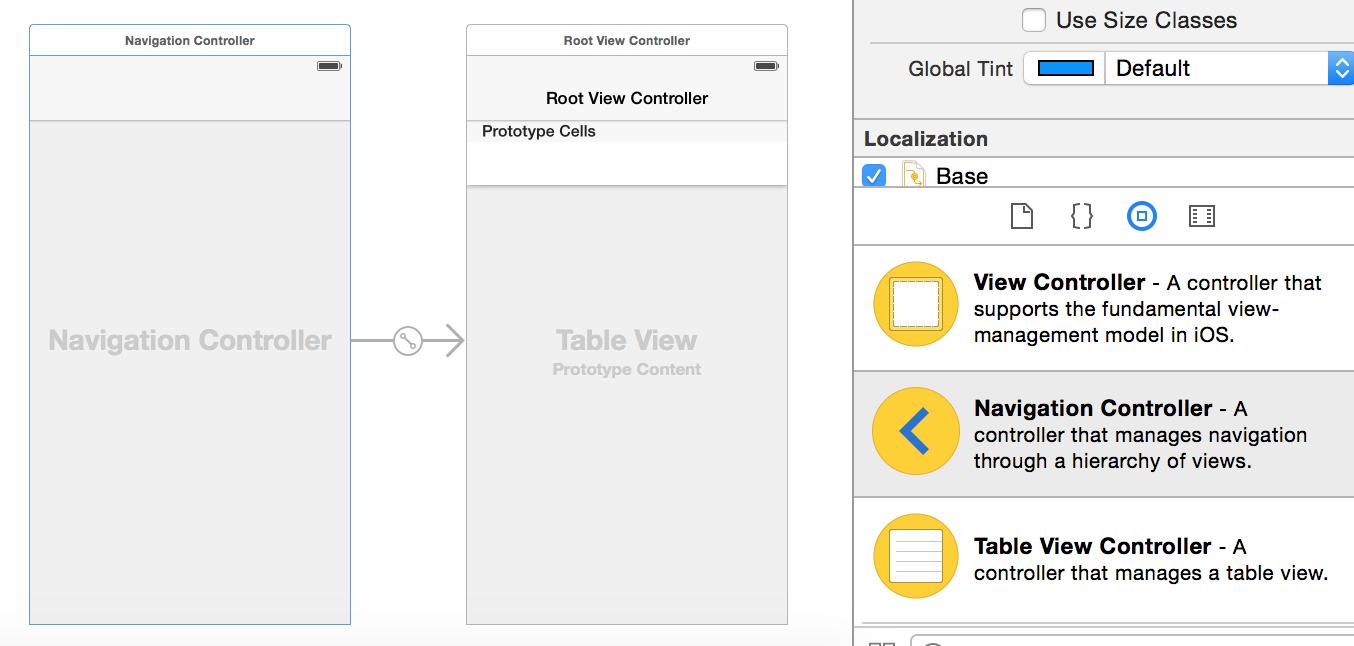 Navigation Controller
Navigation Controller
Root View Controller
Root View Controller
Prototype Cells
Table View
Prototype Content
Use Size Classes
Global Tint Default
Localization
Base
{}
View Controller - A controller that
supports the fundamental view-
management model in iOS.
Navigation Controller - A
controller that manages navigation
through a hierarchy of views.
Table View Controller - A
controller that manages a table view.